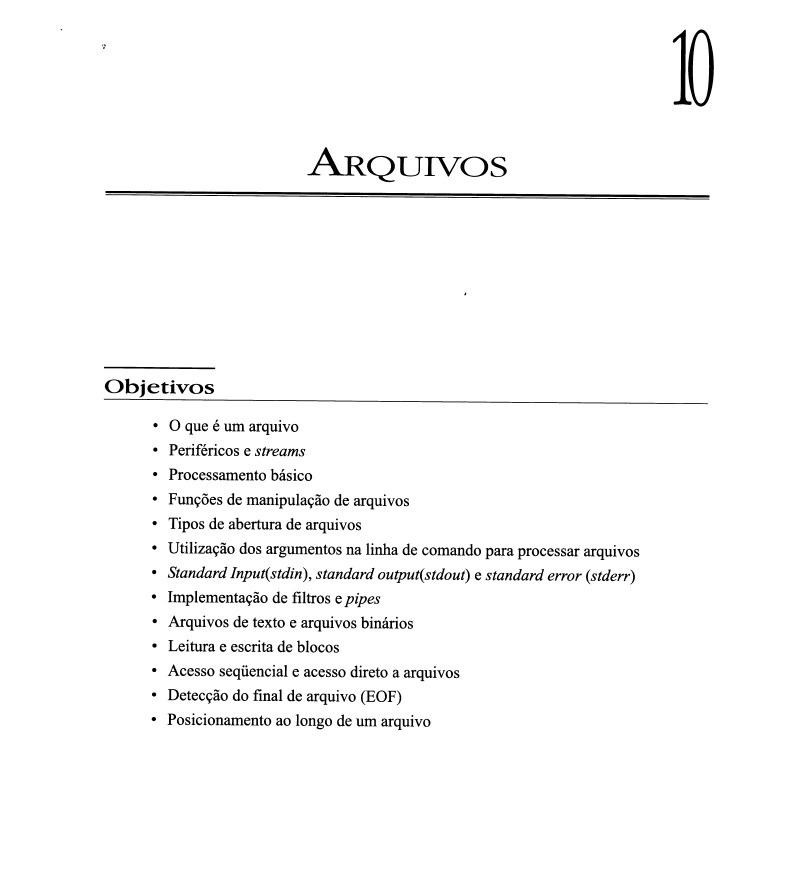 10
ARQUIVOS
Objetivos
• O que é um arquivo
• Periféricos e streams
• Processamento básico
• Funções de manipulação de arquivos
• Tipos de abertura de arquivos
• Utilização dos argumentos na linha de comando para processar arquivos
• Standard Input(stdin), standard output(stdout) e standard error (stderr)
• Implementação de filtros e pipes
• Arquivos de texto e arquivos binários
• Leitura e escrita de blocos
• Acesso seqüencial e acesso direto a arquivos
• Detecção do final de arquivo (EOF)
• Posicionamento ao longo de um arquivo